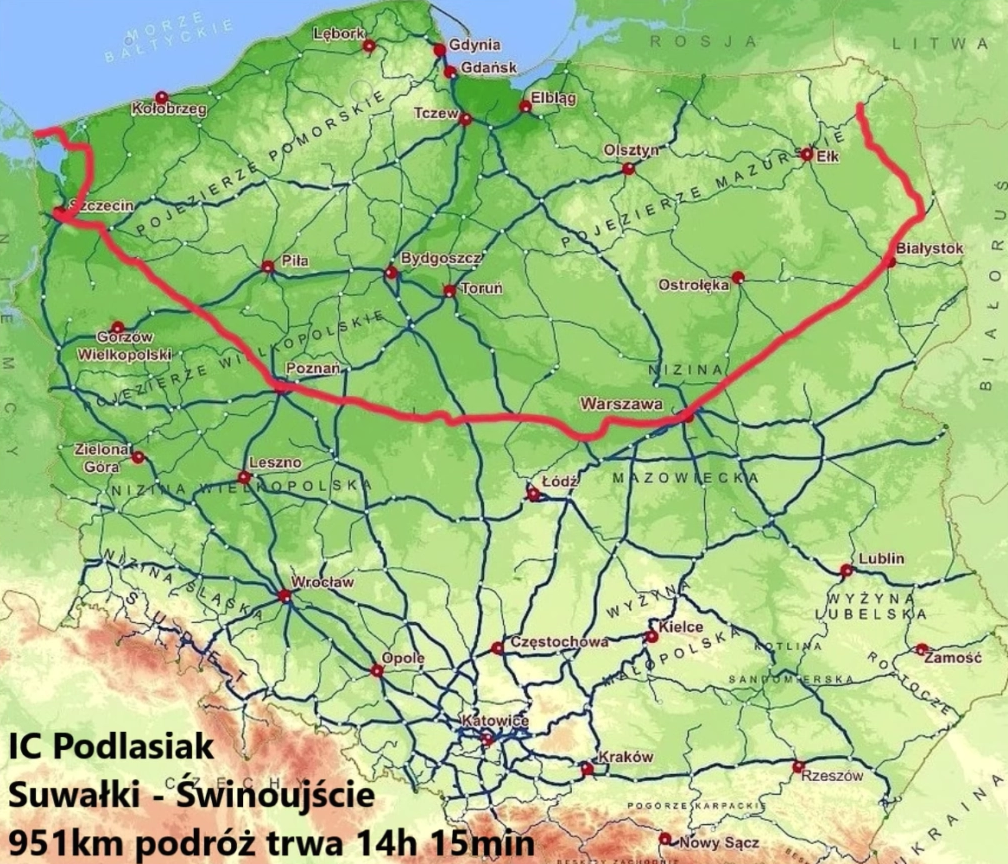 MORZE
BAŁTYCKIE
ROSJA
LITWA
Lębork
Gdynia
Gdańsk
Kołobrzeg
Tczew
Elbląg
POJEZIERZE POMORSKIE
Olsztyn
Ełk
POJEZIERZE MAZURSKIE
Szczecin
Białystok
BIAŁORUŚ
Piła
Bydgoszcz
Toruń
Ostrołęka
NIEMCY
Gorzów
Wielkopolski
OJEZIERZE WIELKOPOLSKIE
Poznań
NIZINA
Warszawa
Zielona
Góra
Leszno
NIZINA WIELKOPOLSKA
Łódź
MAZOWIECKA
Lublin
NIZINA ŚLĄSKA
Wrocław
WYŻYNA
LUBELSKA
SUDETY
WYŻYNA
MAŁOPOLSKA
Kielce
Częstochowa
KOTLINA
SANDOMIERSKA
Zamość
ROZTOCZE
Opole
Katowice
Kraków
Rzeszów
UKRAINA
CZECHY
POGÓRZE KARPACKIE
Nowy Sącz
BESKIDY ZACHODNIE
IC Podlasiak
Suwałki - Świnoujście
951km podróż trwa 14h 15min